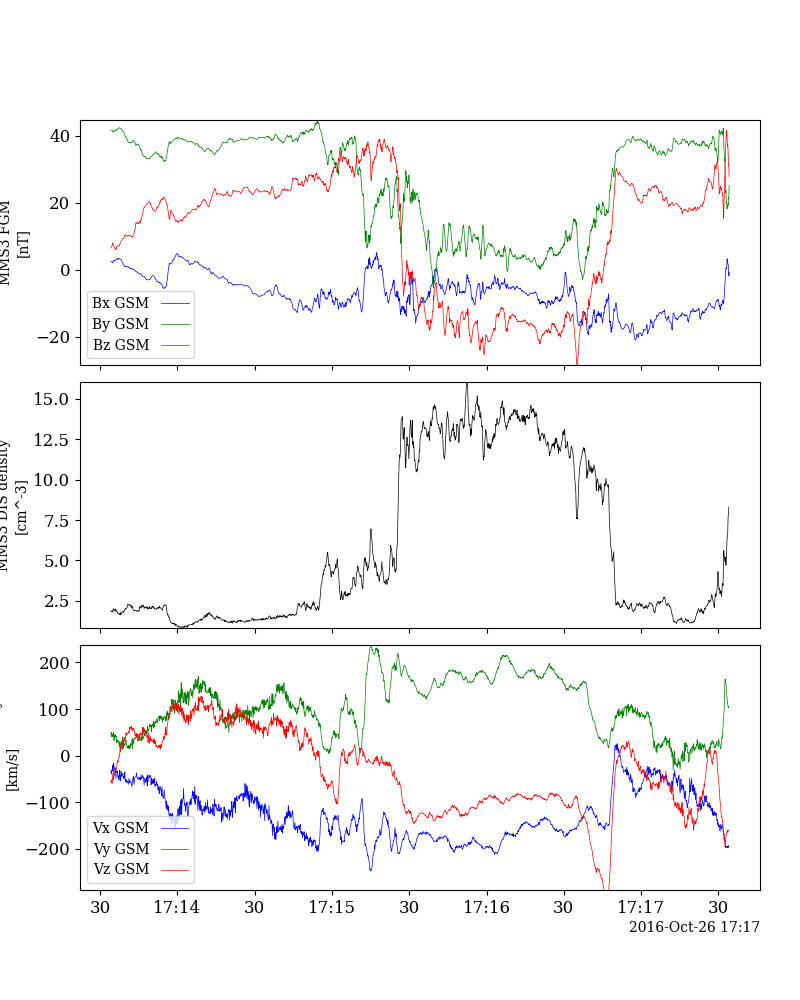 40
20
0
−20
MMS3 FGM
[nT]
Bx GSM
By GSM
Bz GSM
15.0
12.5
10.0
7.5
5.0
2.5
MMS3 DIS density
[cm^-3]
200
100
0
−100
−200
[km/s]
Vx GSM
Vy GSM
Vz GSM
30 17:14 30 17:15 30 17:16 30 17:17 30
2016-Oct-26 17:17